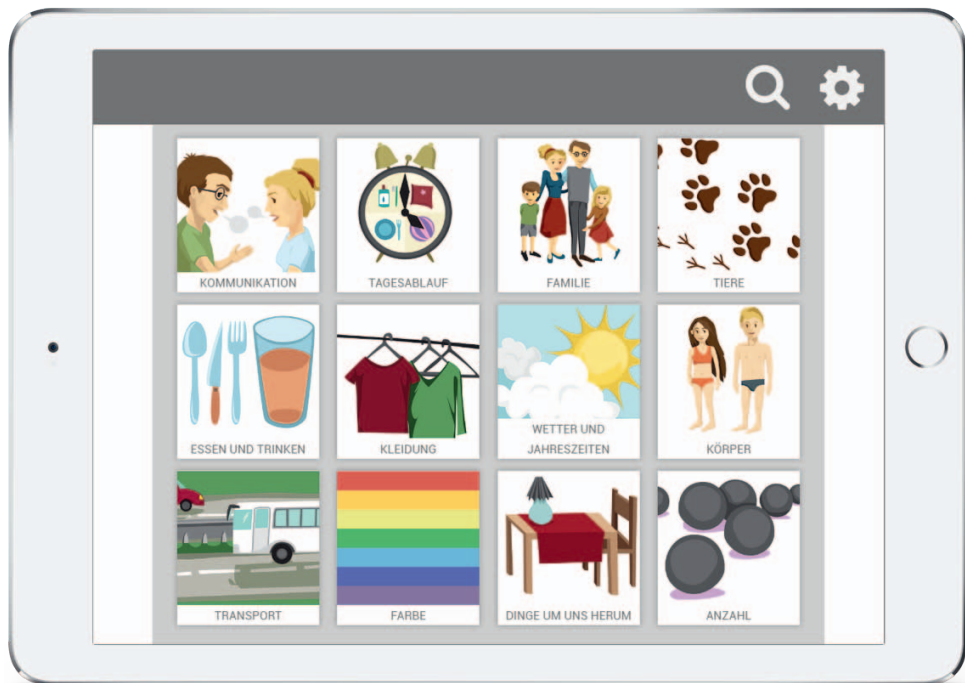 KOMMUNIKATION
TAGESABLAUF
FAMILIE
TIERE
ESSEN UND TRINKEN
KLEIDUNG
WETTER UND
JAHRESZEITEN
KÖRPER
TRANSPORT
FARBE
DINGE UM UNS HERUM
ANZAHL